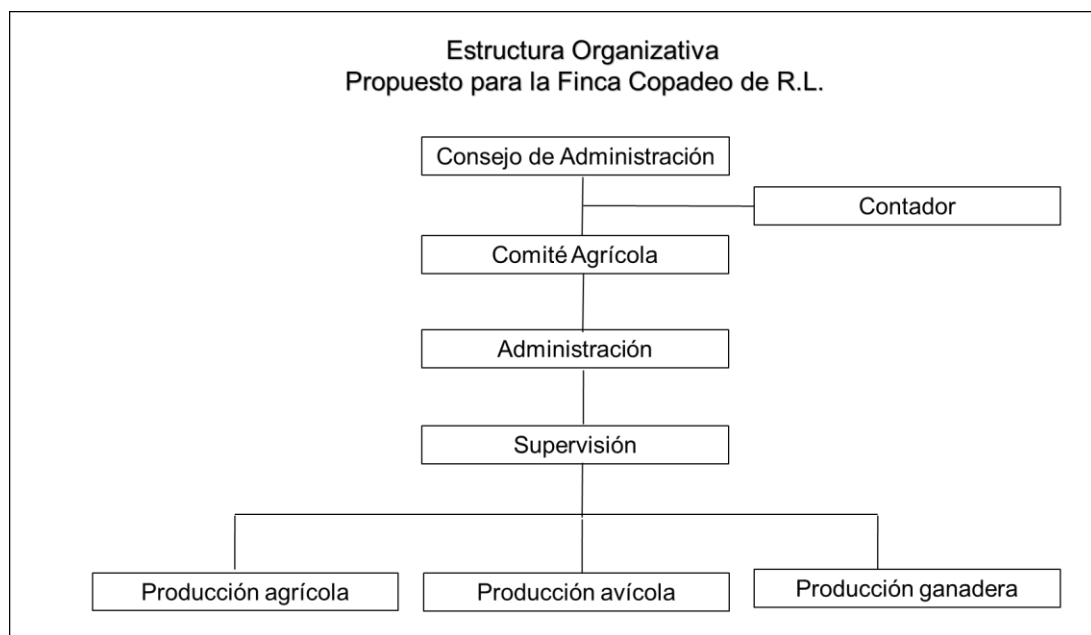 Estructura Organizativa
Propuesto para la Finca Copadeo de R.L.
Consejo de Administración
Contador
Comité Agrícola
Administración
Supervisión
Producción agrícola
Producción avícola
Producción ganadera